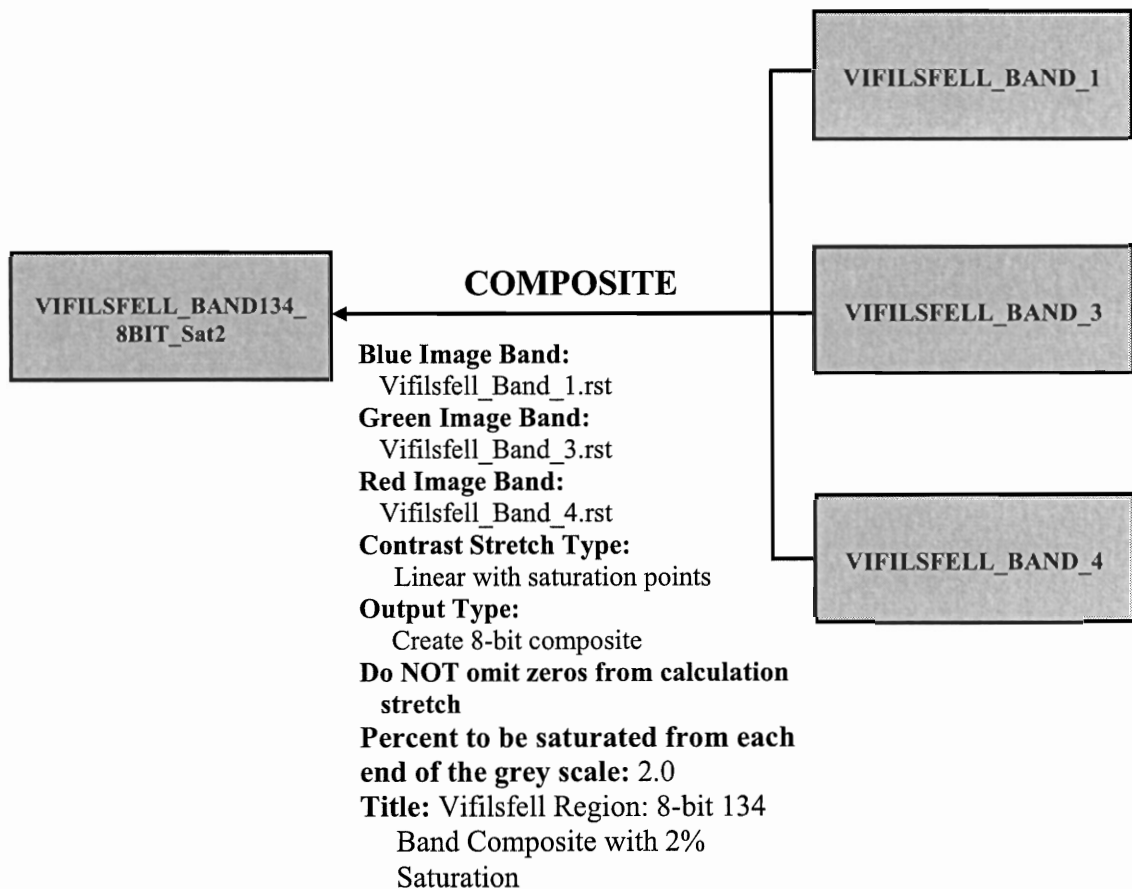 VIFILSFELL_BAND_1
VIFILSFELL_BAND134_
8BIT_Sat2
COMPOSITE
VIFILSFELL_BAND_3
Blue Image Band:
Vifilsfell_Band_1.rst
Green Image Band:
Vifilsfell_Band_3.rst
Red Image Band:
Vifilsfell_Band_4.rst
Contrast Stretch Type:
Linear with saturation points
Output Type:
Create 8-bit composite
Do NOT omit zeros from calculation
stretch
Percent to be saturated from each
end of the grey scale: 2.0
Title: Vifilsfell Region: 8-bit 134
Band Composite with 2%
Saturation
VIFILSFELL_BAND_4